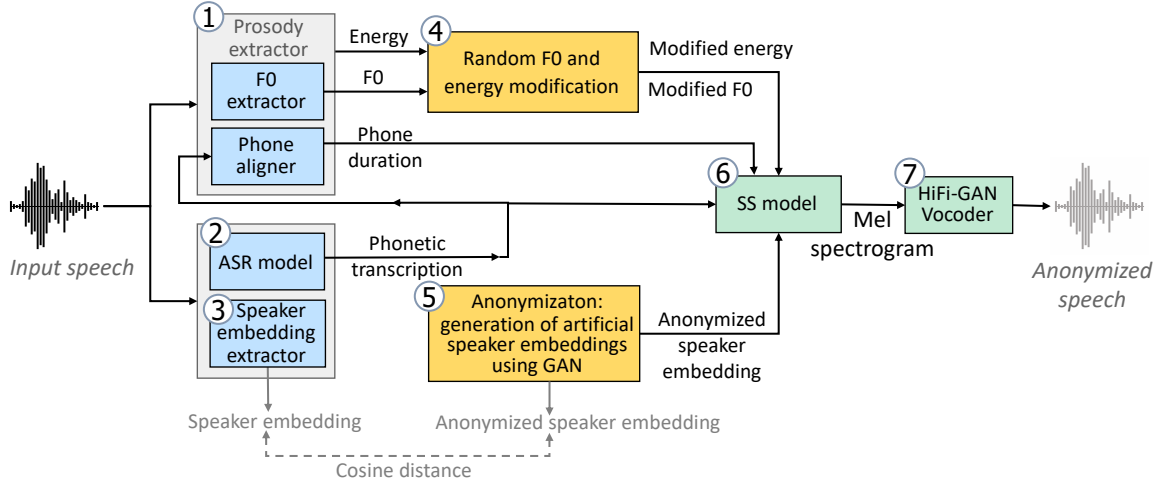 1
Prosody
extractor
F0
extractor
Phone
aligner
Energy
F0
4
Random F0 and
energy modification
Modified energy
Modified F0
Phone
duration
Input speech
2
ASR model
Phonetic
transcription
3
Speaker
embedding
extractor
5
Anonymizaton:
generation of artificial
speaker embeddings
using GAN
Anonymized
speaker
embedding
6
SS model
Mel
spectrogram
7
HiFi-GAN
Vocoder
Anonymized
speech
Speaker embedding
Anonymized speaker embedding
Cosine distance